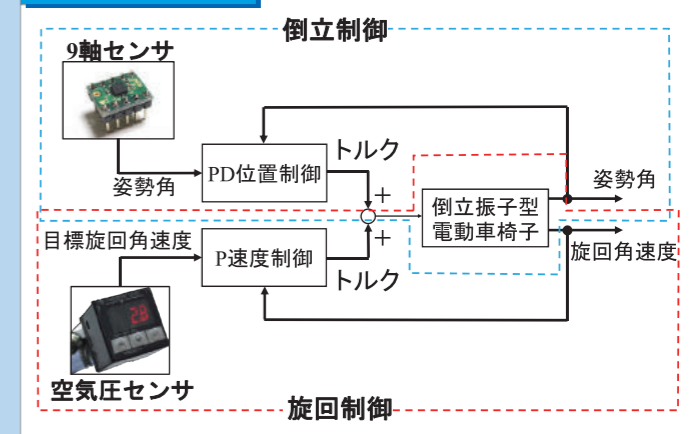 倒立制御
9軸センサ
姿勢角
PD位置制御
トルク
+
倒立振子型
電動車椅子
姿勢角
旋回角速度
目標旋回角速度
P速度制御
+
トルク
28
空気圧センサ
旋回制御